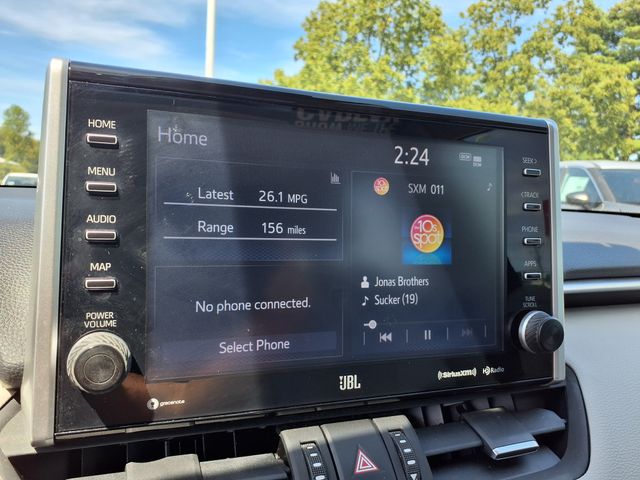 HOME
MENU
AUDIO
MAP
POWER
VOLUME
gracenote
Home
2:24
Latest 26.1 MPG
Range 156 miles
No phone connected.
Select Phone
SXM 011
-10s
spot
Jonas Brothers
Sucker (19)
JBL
SiriusXM
HD Radio
SEEK >
< TRACK
PHONE
APPS
TUNE
SCROLL